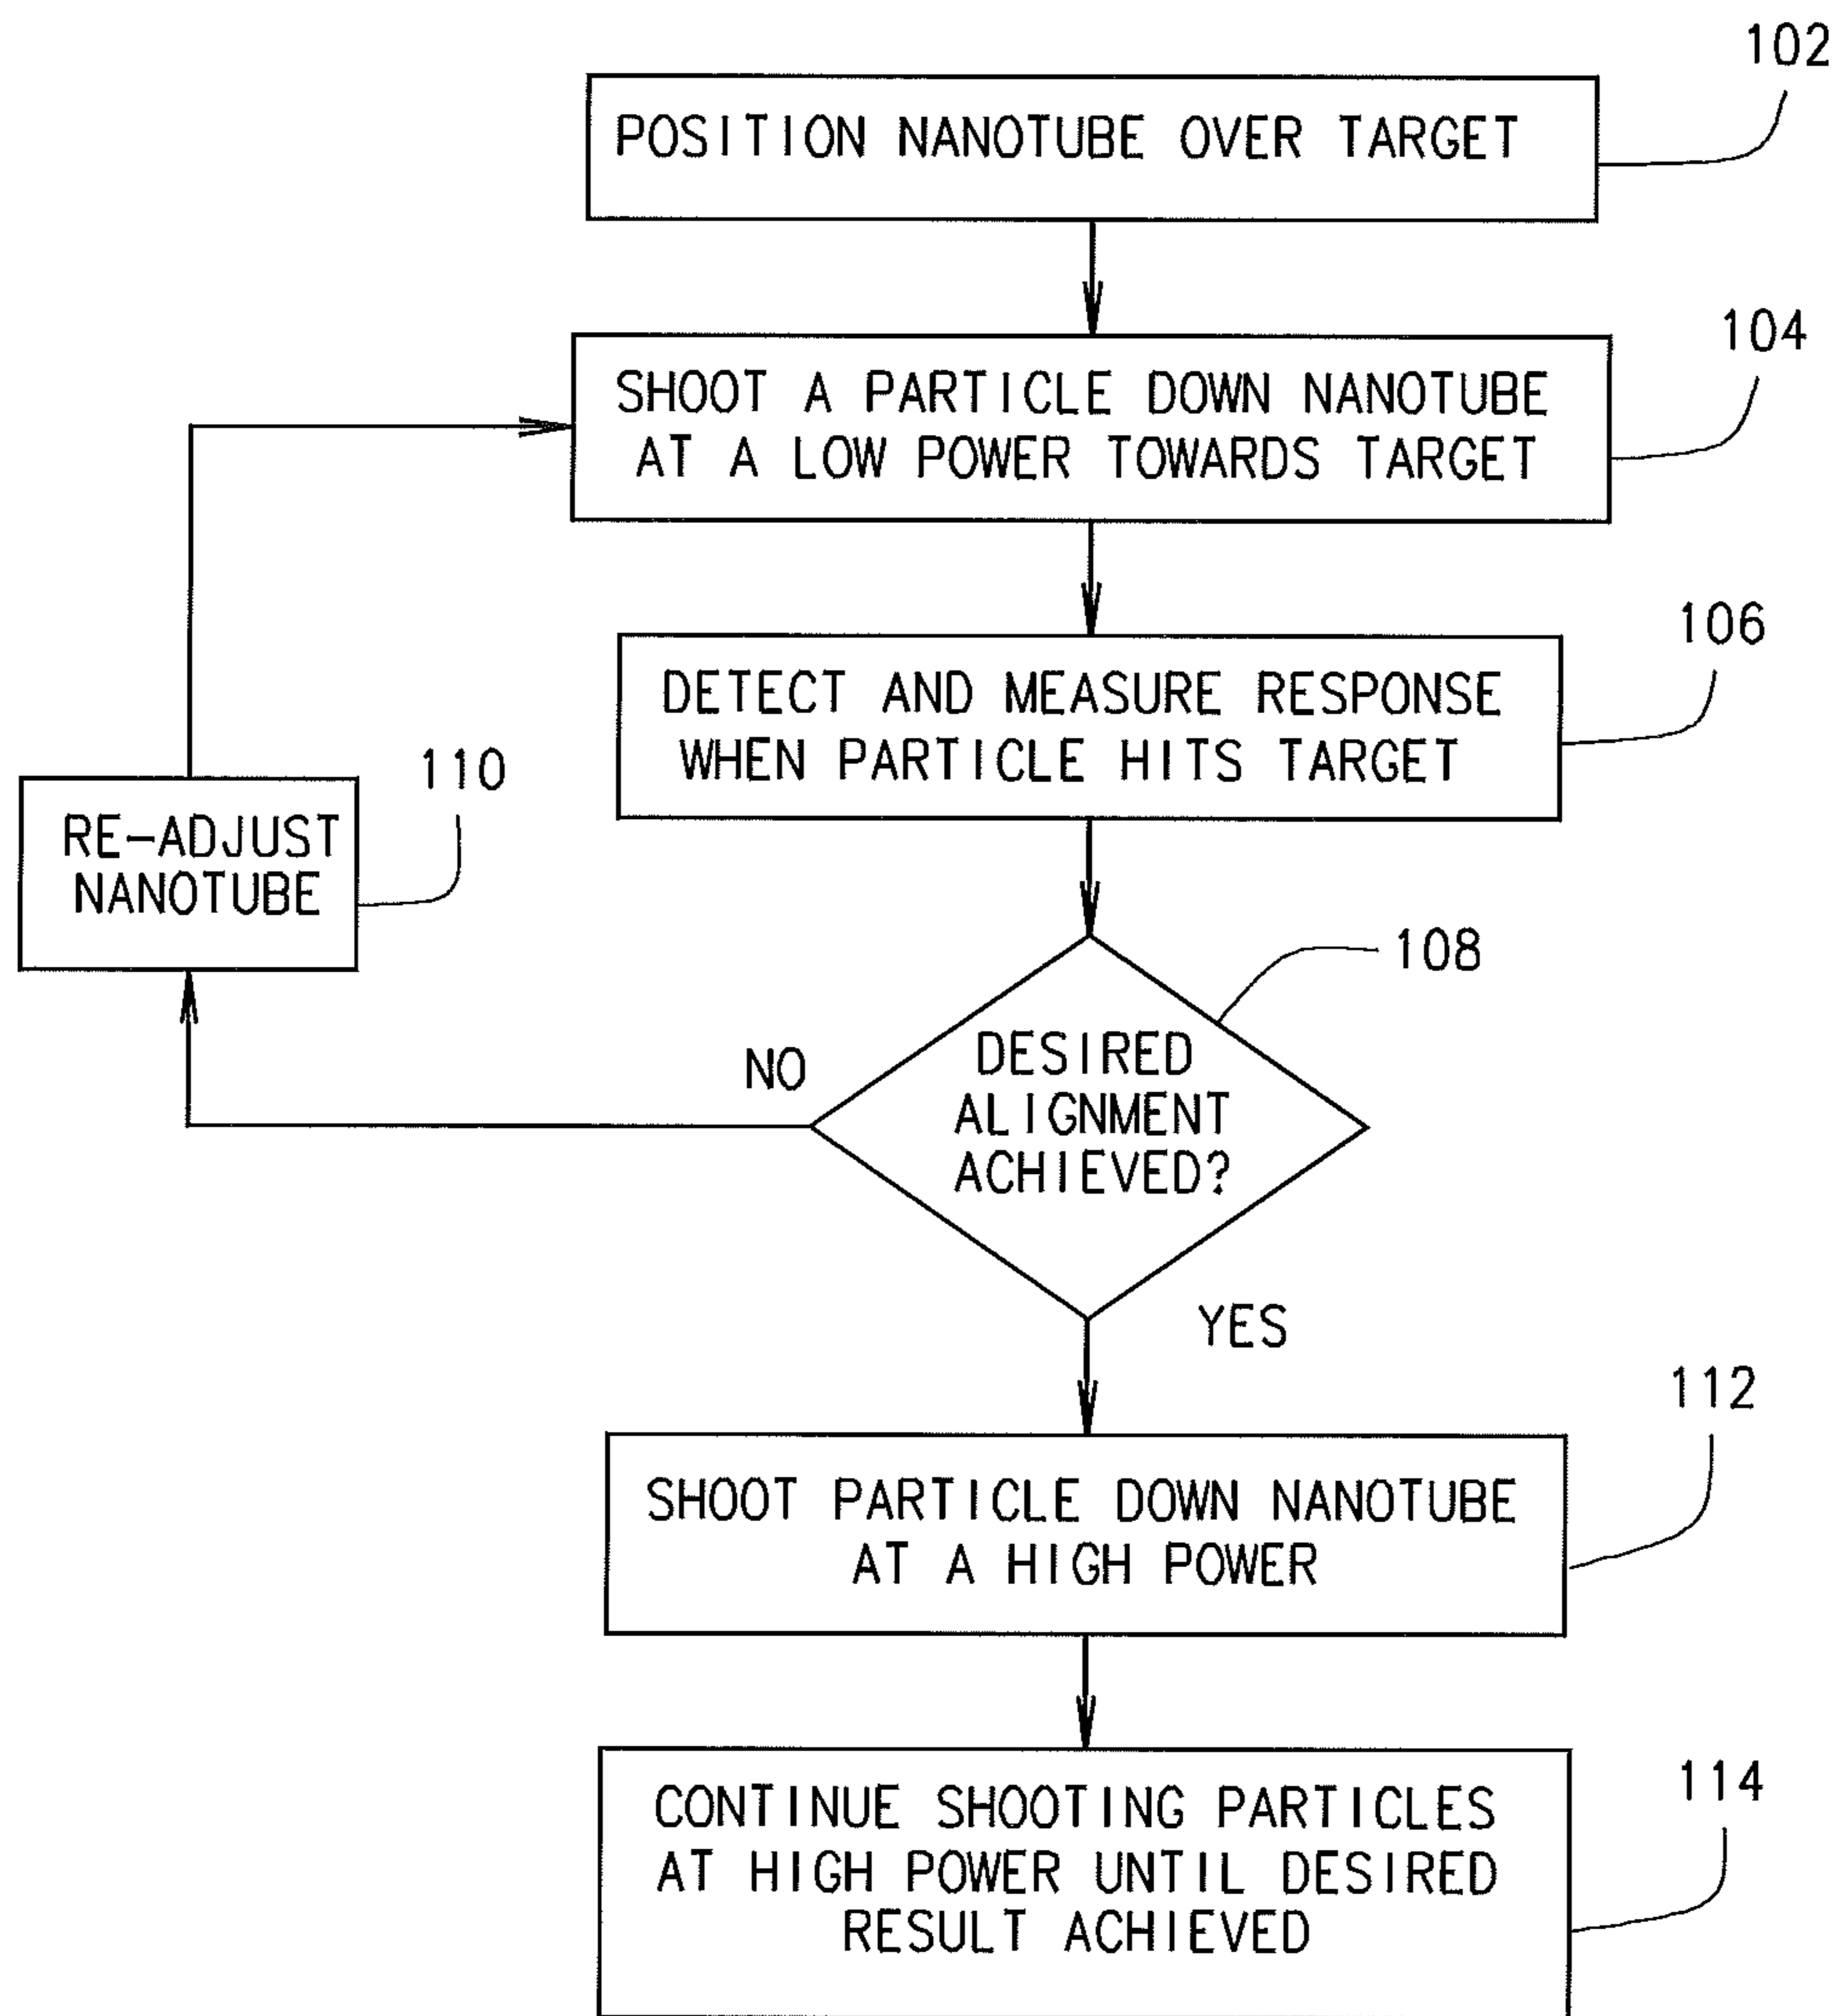 102
POSITION NANOTUBE OVER TARGET
104
SHOOT A PARTICLE DOWN NANOTUBE
AT A LOW POWER TOWARDS TARGET
106
DETECT AND MEASURE RESPONSE
WHEN PARTICLE HITS TARGET
110
RE-ADJUST
NANOTUBE
108
DESIRED
ALIGNMENT
ACHIEVED?
NO
YES
112
SHOOT PARTICLE DOWN NANOTUBE
AT A HIGH POWER
114
CONTINUE SHOOTING PARTICLES
AT HIGH POWER UNTIL DESIRED
RESULT ACHIEVED